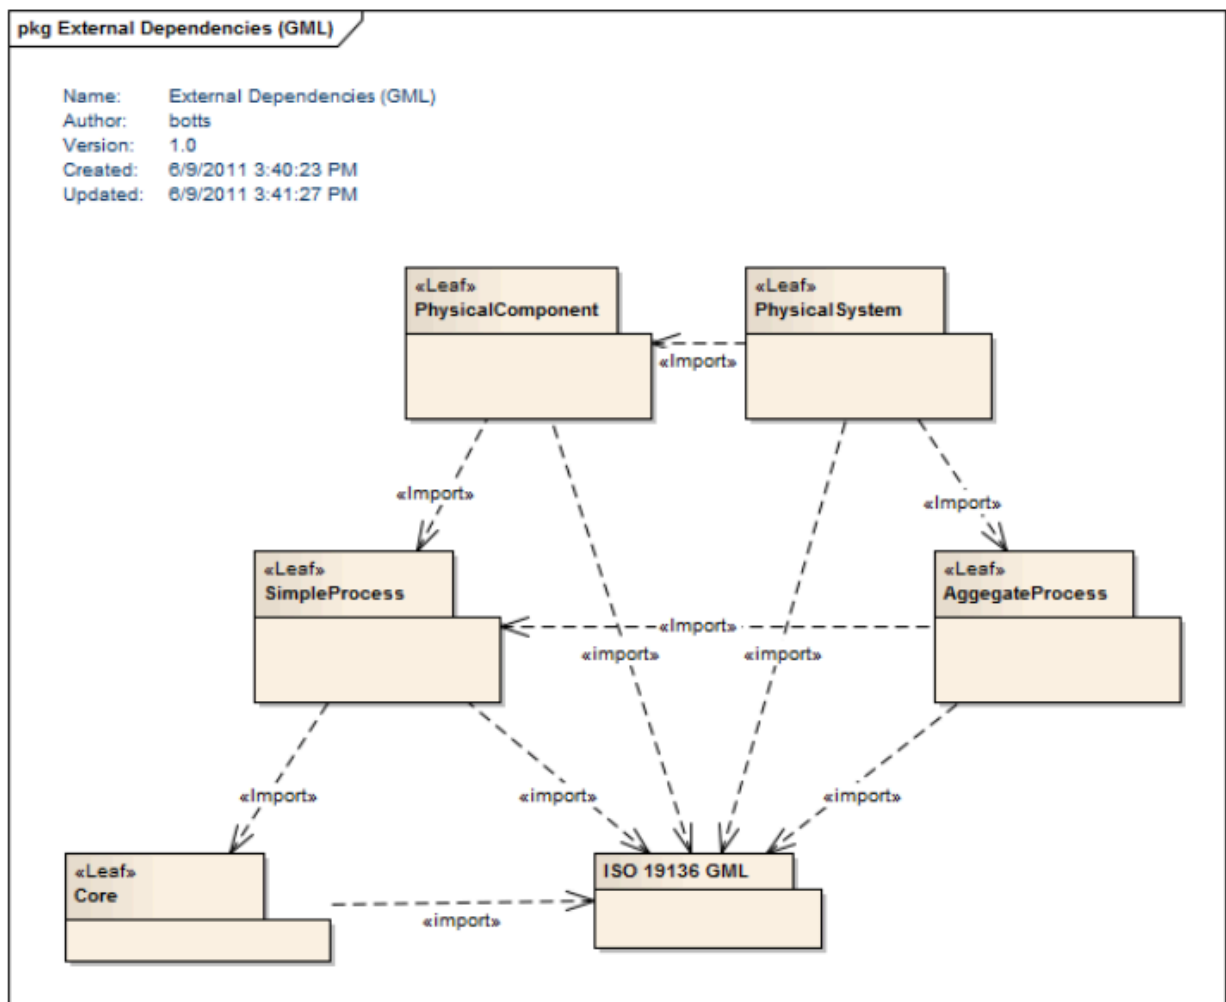 pkg External Dependencies (GML)
Name: External Dependencies (GML)
Author: botts
Version: 1.0
Created: 6/9/2011 3:40:23 PM
Updated: 6/9/2011 3:41:27 PM
«Leaf»
PhysicalComponent
«Leaf»
PhysicalSystem
«Import»
«Import»
«Import»
«Leaf»
SimpleProcess
«Leaf»
AggegateProcess
«Import»
«import»
«import»
«Import»
«import»
«import»
«Leaf»
Core
ISO 19136 GML
«import»